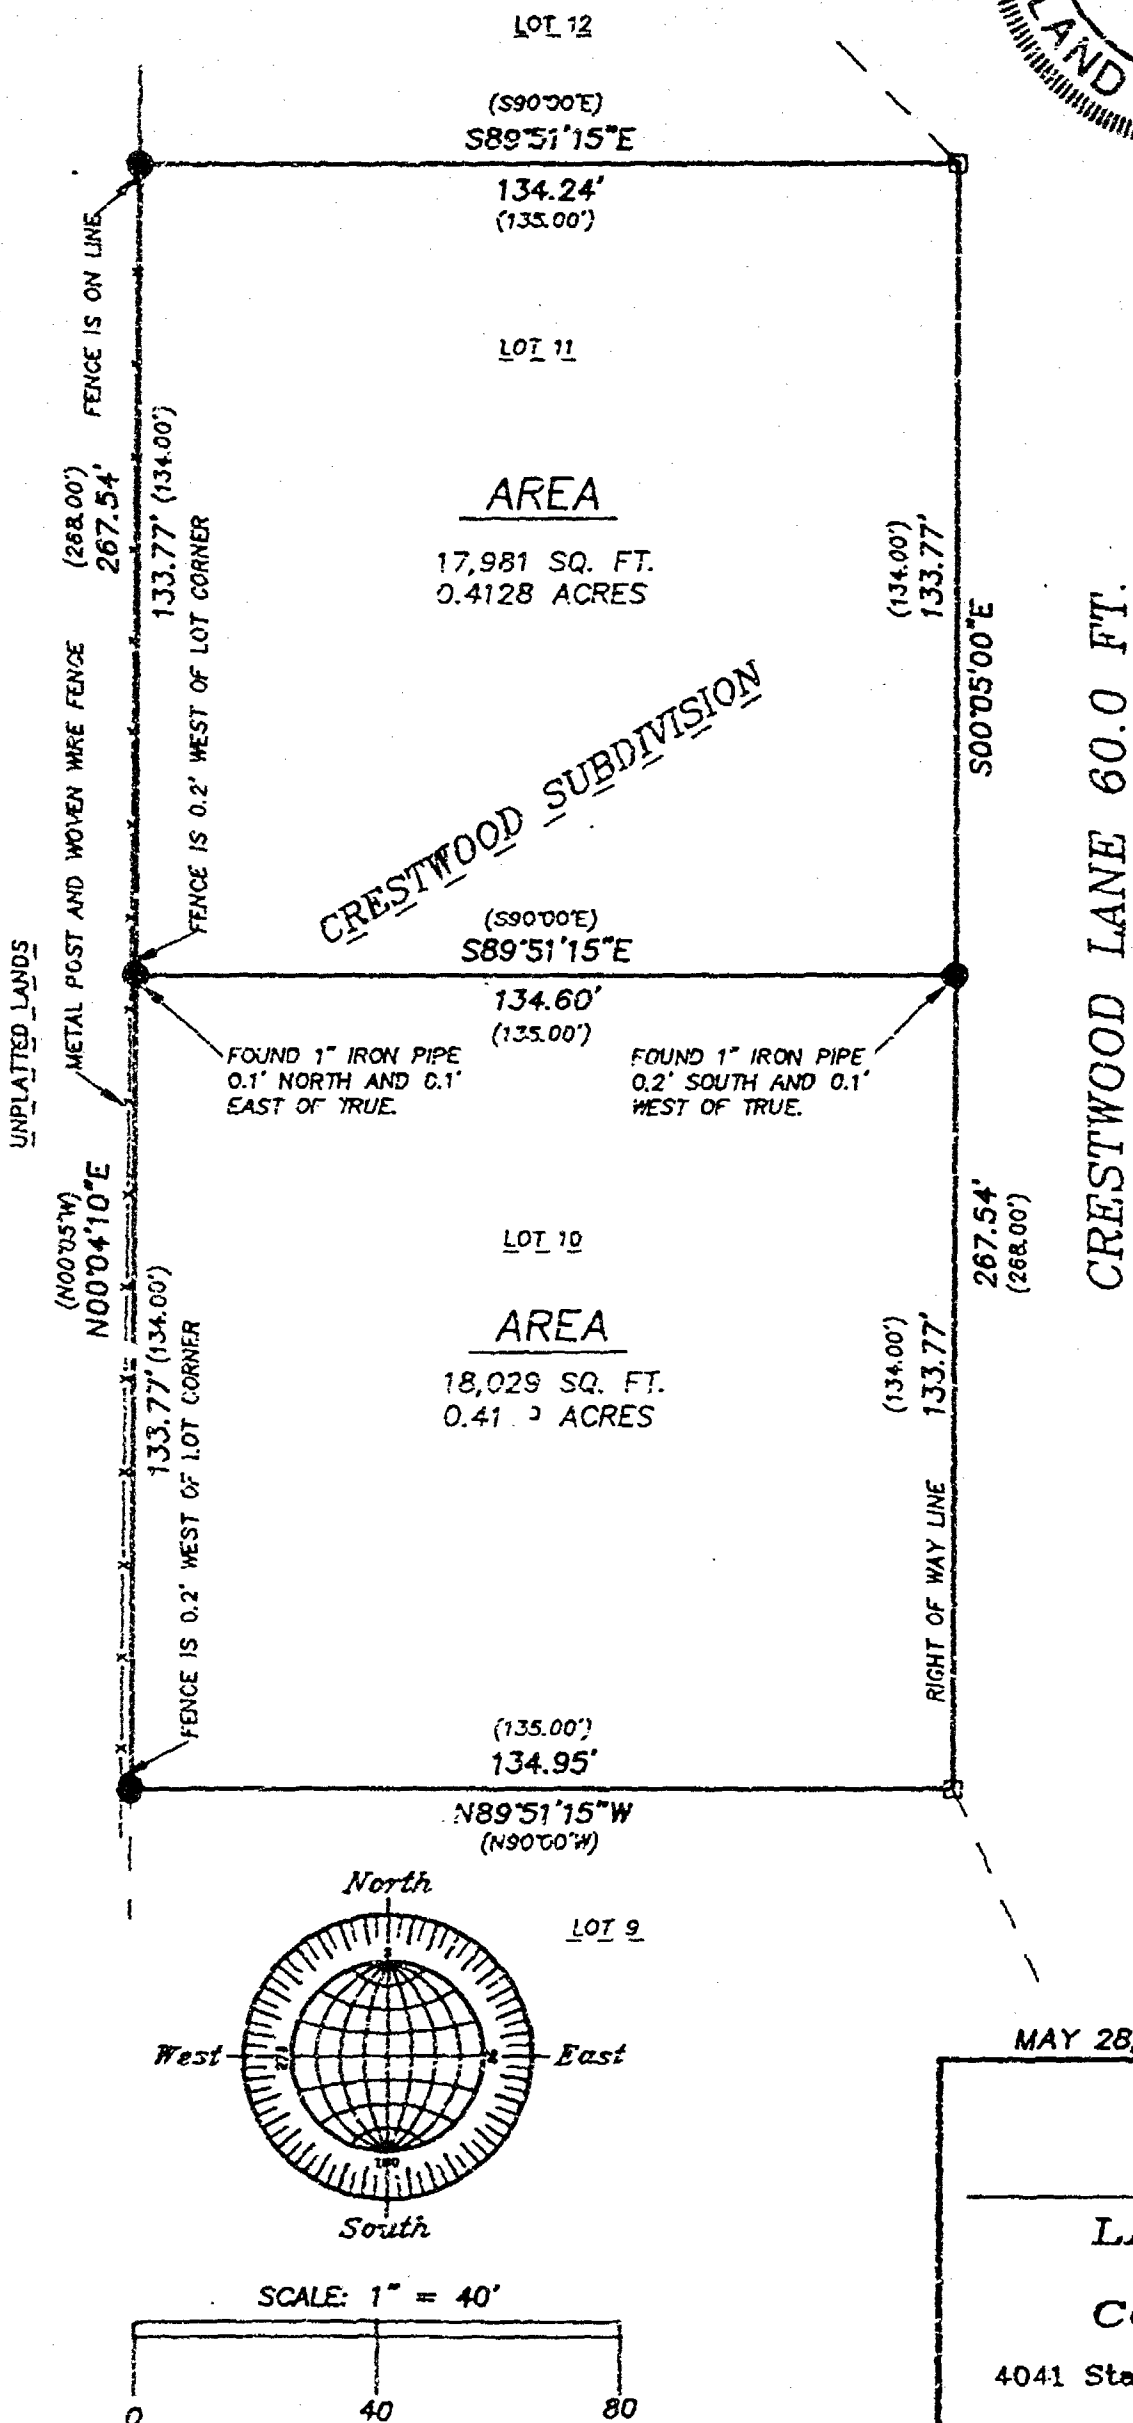 LOT 12
LAND
(S90°00'E)
S89°51'15"E
134.24'
(135.00')
FENCE IS ON LINE
LOT 11
(268.00')
267.54'
133.77' (134.00')
FENCE IS 0.2' WEST OF LOT CORNER
AREA
17,981 SQ. FT.
0.4128 ACRES
(134.00')
133.77'
S00°05'00"E
CRESTWOOD LANE 60.0 FT.
CRESTWOOD SUBDIVISION
METAL POST AND WOVEN WIRE FENCE
UNPLATTED LANDS
(S90°00'E)
S89°51'15"E
134.60'
(135.00')
FOUND 1" IRON PIPE
0.1' NORTH AND 0.1'
EAST OF TRUE.
FOUND 1" IRON PIPE
0.2' SOUTH AND 0.1'
WEST OF TRUE.
(N00°05'W)
N00°04'10"E
LOT 10
133.77' (134.00')
FENCE IS 0.2' WEST OF LOT CORNER
AREA
18,029 SQ. FT.
ACRES
(134.00')
133.77'
267.54'
(268.00')
RIGHT OF WAY LINE
(135.00')
134.95'
N89°51'15"W
(N90°00'W)
LOT 9
North
West
East
180
South
MAY 28,
SCALE: 1" = 40'
0 40 80
4041